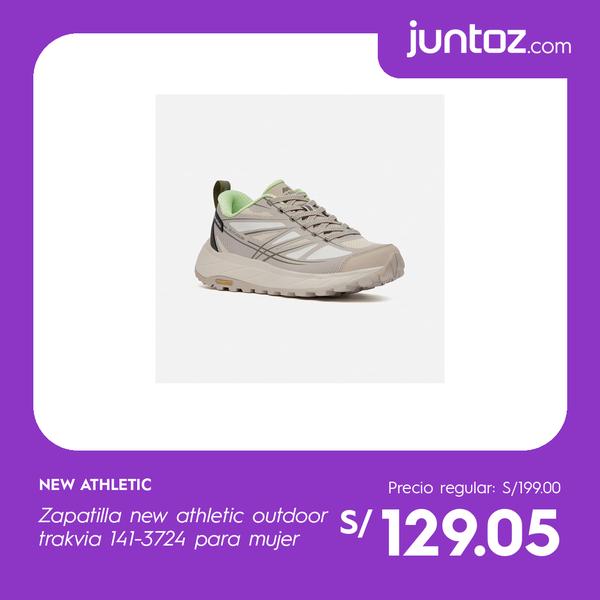 juntoz.com
NEW ATHLETIC
Zapatilla new athletic outdoor
trakvia 141-3724 para mujer
Precio regular: S/199.00
S/129.05